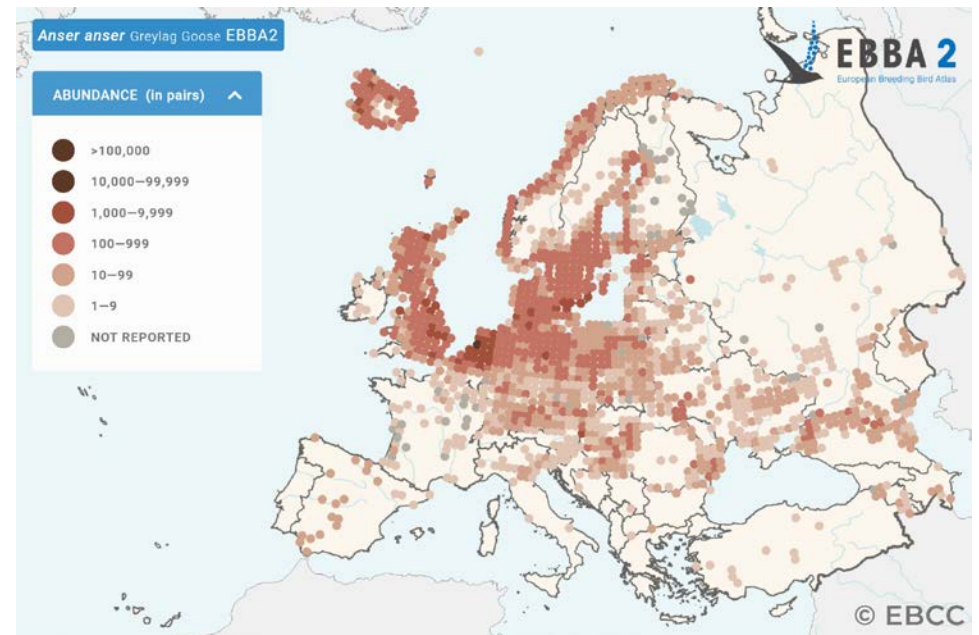 Anser anser Greylag Goose EBBA2
EBBA 2
European Breeding Bird Atlas
ABUNDANCE (in pairs)
>100,000
10,000–99,999
1,000–9,999
100–999
10–99
1–9
NOT REPORTED
© EBCC